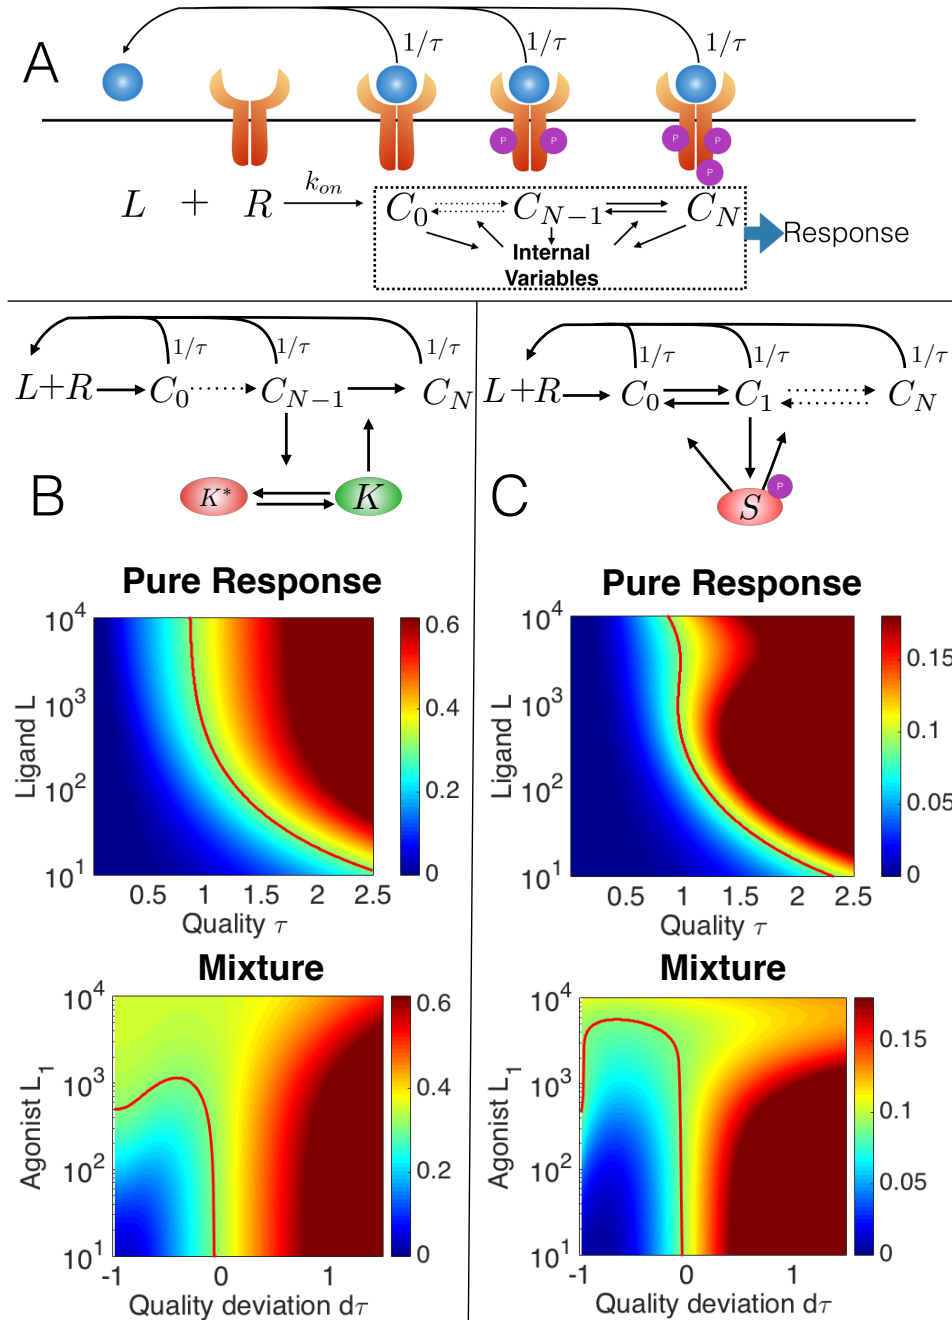 A
1/τ 1/τ 1/τ
P P P P P
L + R k_on C_0 C_{N−1} C_N
Internal
Variables
Response
1/τ 1/τ 1/τ
L+R C_0 C_{N−1} C_N
B
K* K
1/τ 1/τ 1/τ
L+R C_0 C_1 C_N
C
S P
Pure Response
Ligand L
10^4
10^3
10^2
10^1
0.5 1 1.5 2 2.5
Quality τ
0.6
0.4
0.2
0
Pure Response
Ligand L
10^4
10^3
10^2
10^1
0.5 1 1.5 2 2.5
Quality τ
0.15
0.1
0.05
0
Mixture
Agonist L_1
10^4
10^3
10^2
10^1
-1 0 1
Quality deviation dτ
0.6
0.4
0.2
0
Mixture
Agonist L_1
10^4
10^3
10^2
10^1
-1 0 1
Quality deviation dτ
0.15
0.1
0.05
0